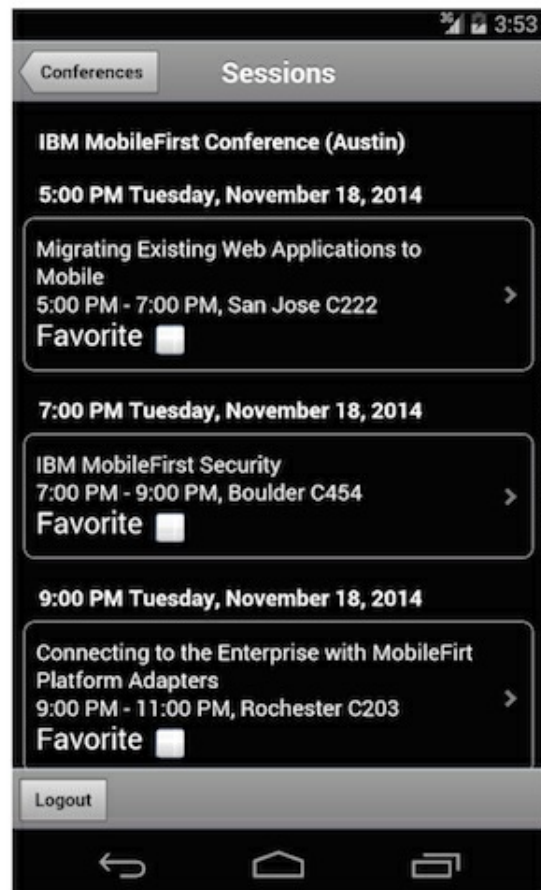 3G 3:53
Conferences Sessions
IBM MobileFirst Conference (Austin)
5:00 PM Tuesday, November 18, 2014
Migrating Existing Web Applications to
Mobile
5:00 PM - 7:00 PM, San Jose C222
Favorite
7:00 PM Tuesday, November 18, 2014
IBM MobileFirst Security
7:00 PM - 9:00 PM, Boulder C454
Favorite
9:00 PM Tuesday, November 18, 2014
Connecting to the Enterprise with MobileFirt
Platform Adapters
9:00 PM - 11:00 PM, Rochester C203
Favorite
Logout